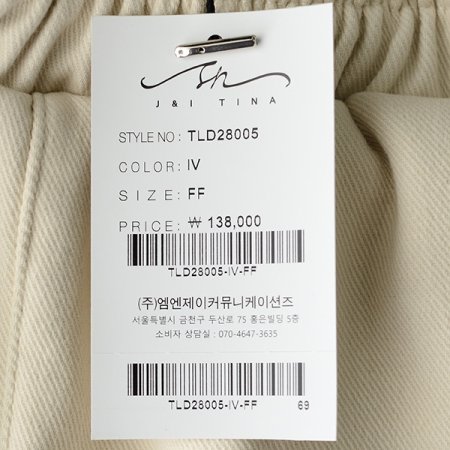 sh
J & I TINA
STYLE NO: TLD28005
COLOR: IV
SIZE: FF
PRICE: ₩ 138,000
TLD28005-IV-FF
(주)엠엔제이커뮤니케이션즈
서울특별시 금천구 두산로 75 홍은빌딩 5층
소비자 상담실 : 070-4647-3635
TLD28005-IV-FF 69